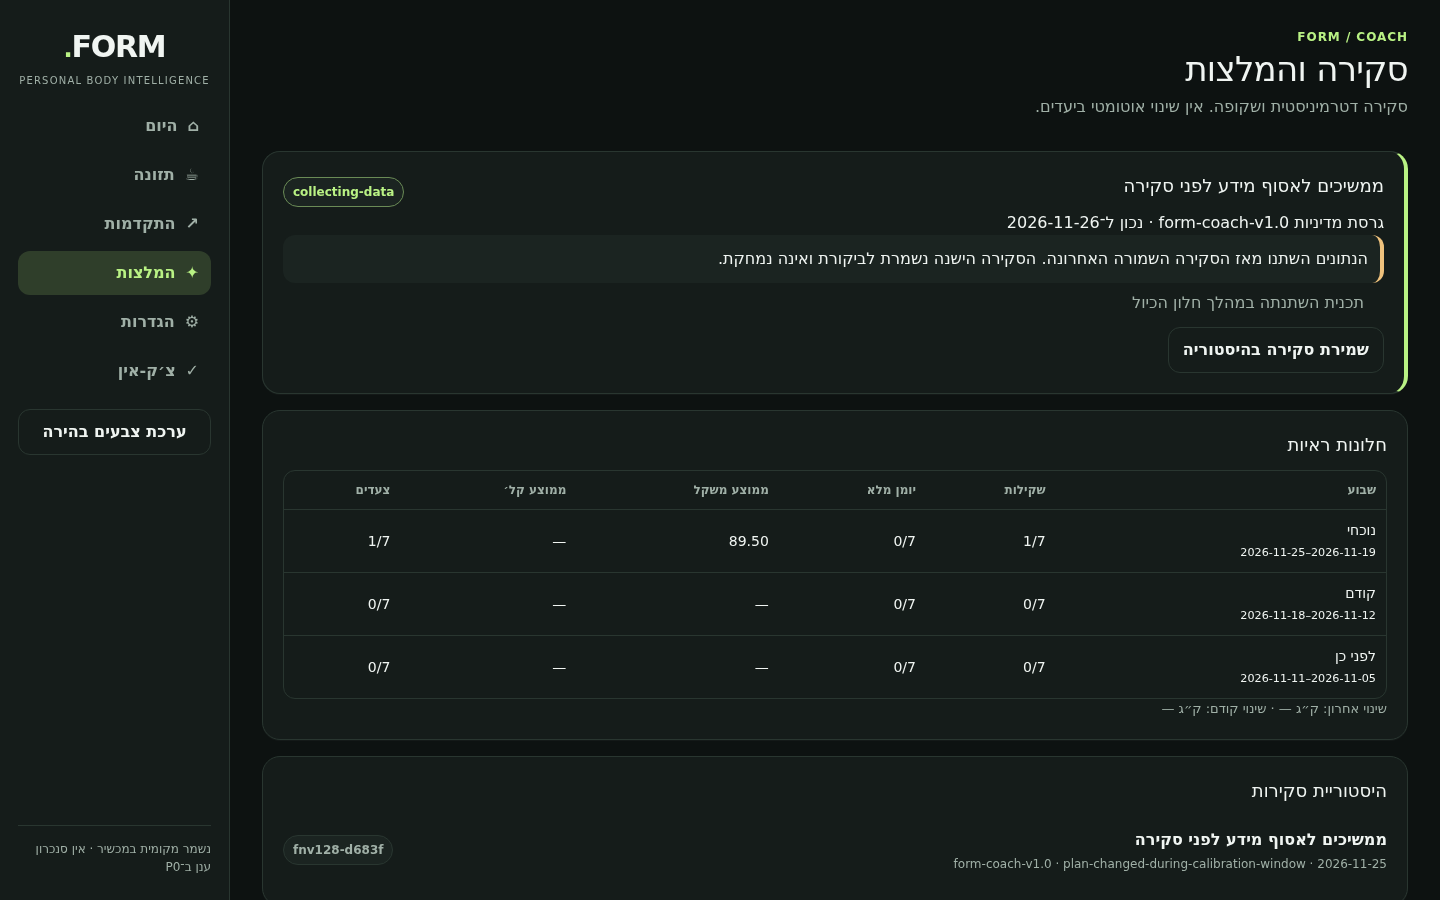 FORM.
PERSONAL BODY INTELLIGENCE
⌂ היום
☕ תזונה
↗ התקדמות
✦ המלצות
⚙ הגדרות
✓ צ׳ק-אין
ערכת צבעים בהירה
נשמר מקומית במכשיר · אין סנכרון
ענן ב־P0
FORM / COACH
סקירה והמלצות
סקירה דטרמיניסטית ושקופה. אין שינוי אוטומטי ביעדים.
ממשיכים לאסוף מידע לפני סקירה
collecting-data
גרסת מדיניות form-coach-v1.0 · נכון ל־2026-11-26
הנתונים השתנו מאז הסקירה השמורה האחרונה. הסקירה הישנה נשמרת לביקורת ואינה נמחקת.
תכנית השתנתה במהלך חלון הכיול
שמירת סקירה בהיסטוריה
חלונות ראיות
שבוע שקילות יומן מלא ממוצע משקל ממוצע קל׳ צעדים
נוכחי 1/7 0/7 89.50 — 1/7
2026-11-25–2026-11-19
קודם 0/7 0/7 — — 0/7
2026-11-18–2026-11-12
לפני כן 0/7 0/7 — — 0/7
2026-11-11–2026-11-05
שינוי אחרון: ק״ג — · שינוי קודם: ק״ג —
היסטוריית סקירות
ממשיכים לאסוף מידע לפני סקירה
form-coach-v1.0 · plan-changed-during-calibration-window · 2026-11-25
fnv128-d683f